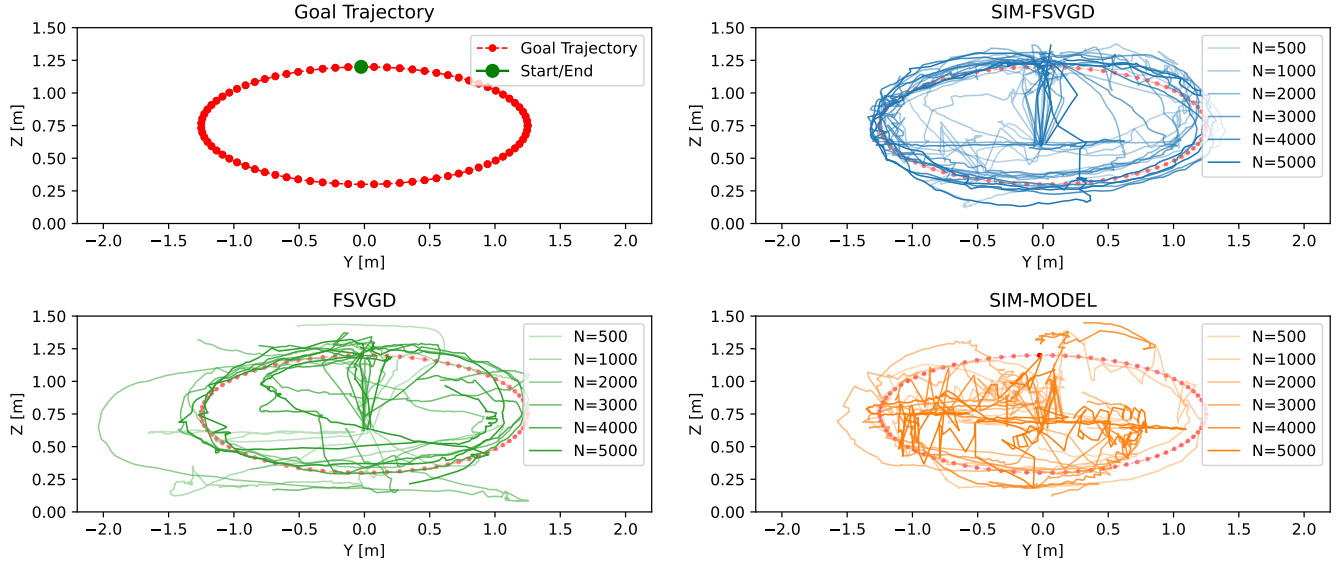 Goal Trajectory
1.50
1.25
1.00
0.75
0.50
0.25
0.00
Z [m]
−2.0 −1.5 −1.0 −0.5 0.0 0.5 1.0 1.5 2.0
Y [m]
Goal Trajectory
Start/End
SIM-FSVGD
1.50
1.25
1.00
0.75
0.50
0.25
0.00
Z [m]
−2.0 −1.5 −1.0 −0.5 0.0 0.5 1.0 1.5 2.0
Y [m]
N=500
N=1000
N=2000
N=3000
N=4000
N=5000
FSVGD
1.50
1.25
1.00
0.75
0.50
0.25
0.00
Z [m]
−2.0 −1.5 −1.0 −0.5 0.0 0.5 1.0 1.5 2.0
Y [m]
N=500
N=1000
N=2000
N=3000
N=4000
N=5000
SIM-MODEL
1.50
1.25
1.00
0.75
0.50
0.25
0.00
Z [m]
−2.0 −1.5 −1.0 −0.5 0.0 0.5 1.0 1.5 2.0
Y [m]
N=500
N=1000
N=2000
N=3000
N=4000
N=5000